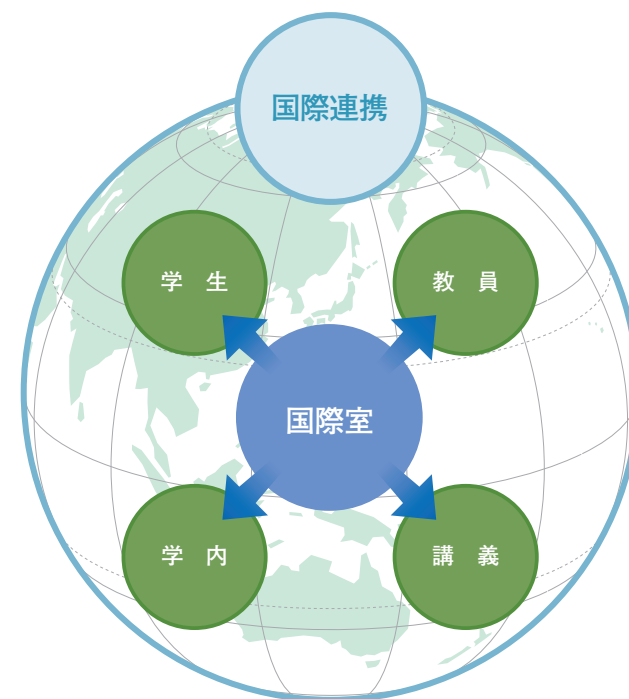 国際連携
学　生
教　員
国際室
学　内
講　義